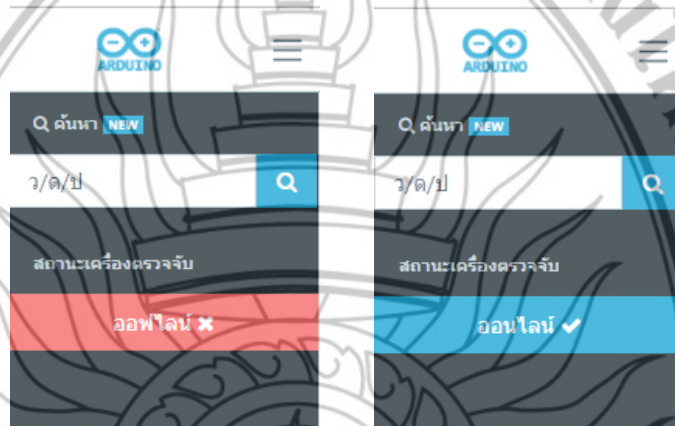 ARDUINO
ค้นหา NEW
ว/ด/ป
สถานะเครื่องตรวจจับ
ออฟไลน์
ARDUINO
ค้นหา NEW
ว/ด/ป
สถานะเครื่องตรวจจับ
ออนไลน์